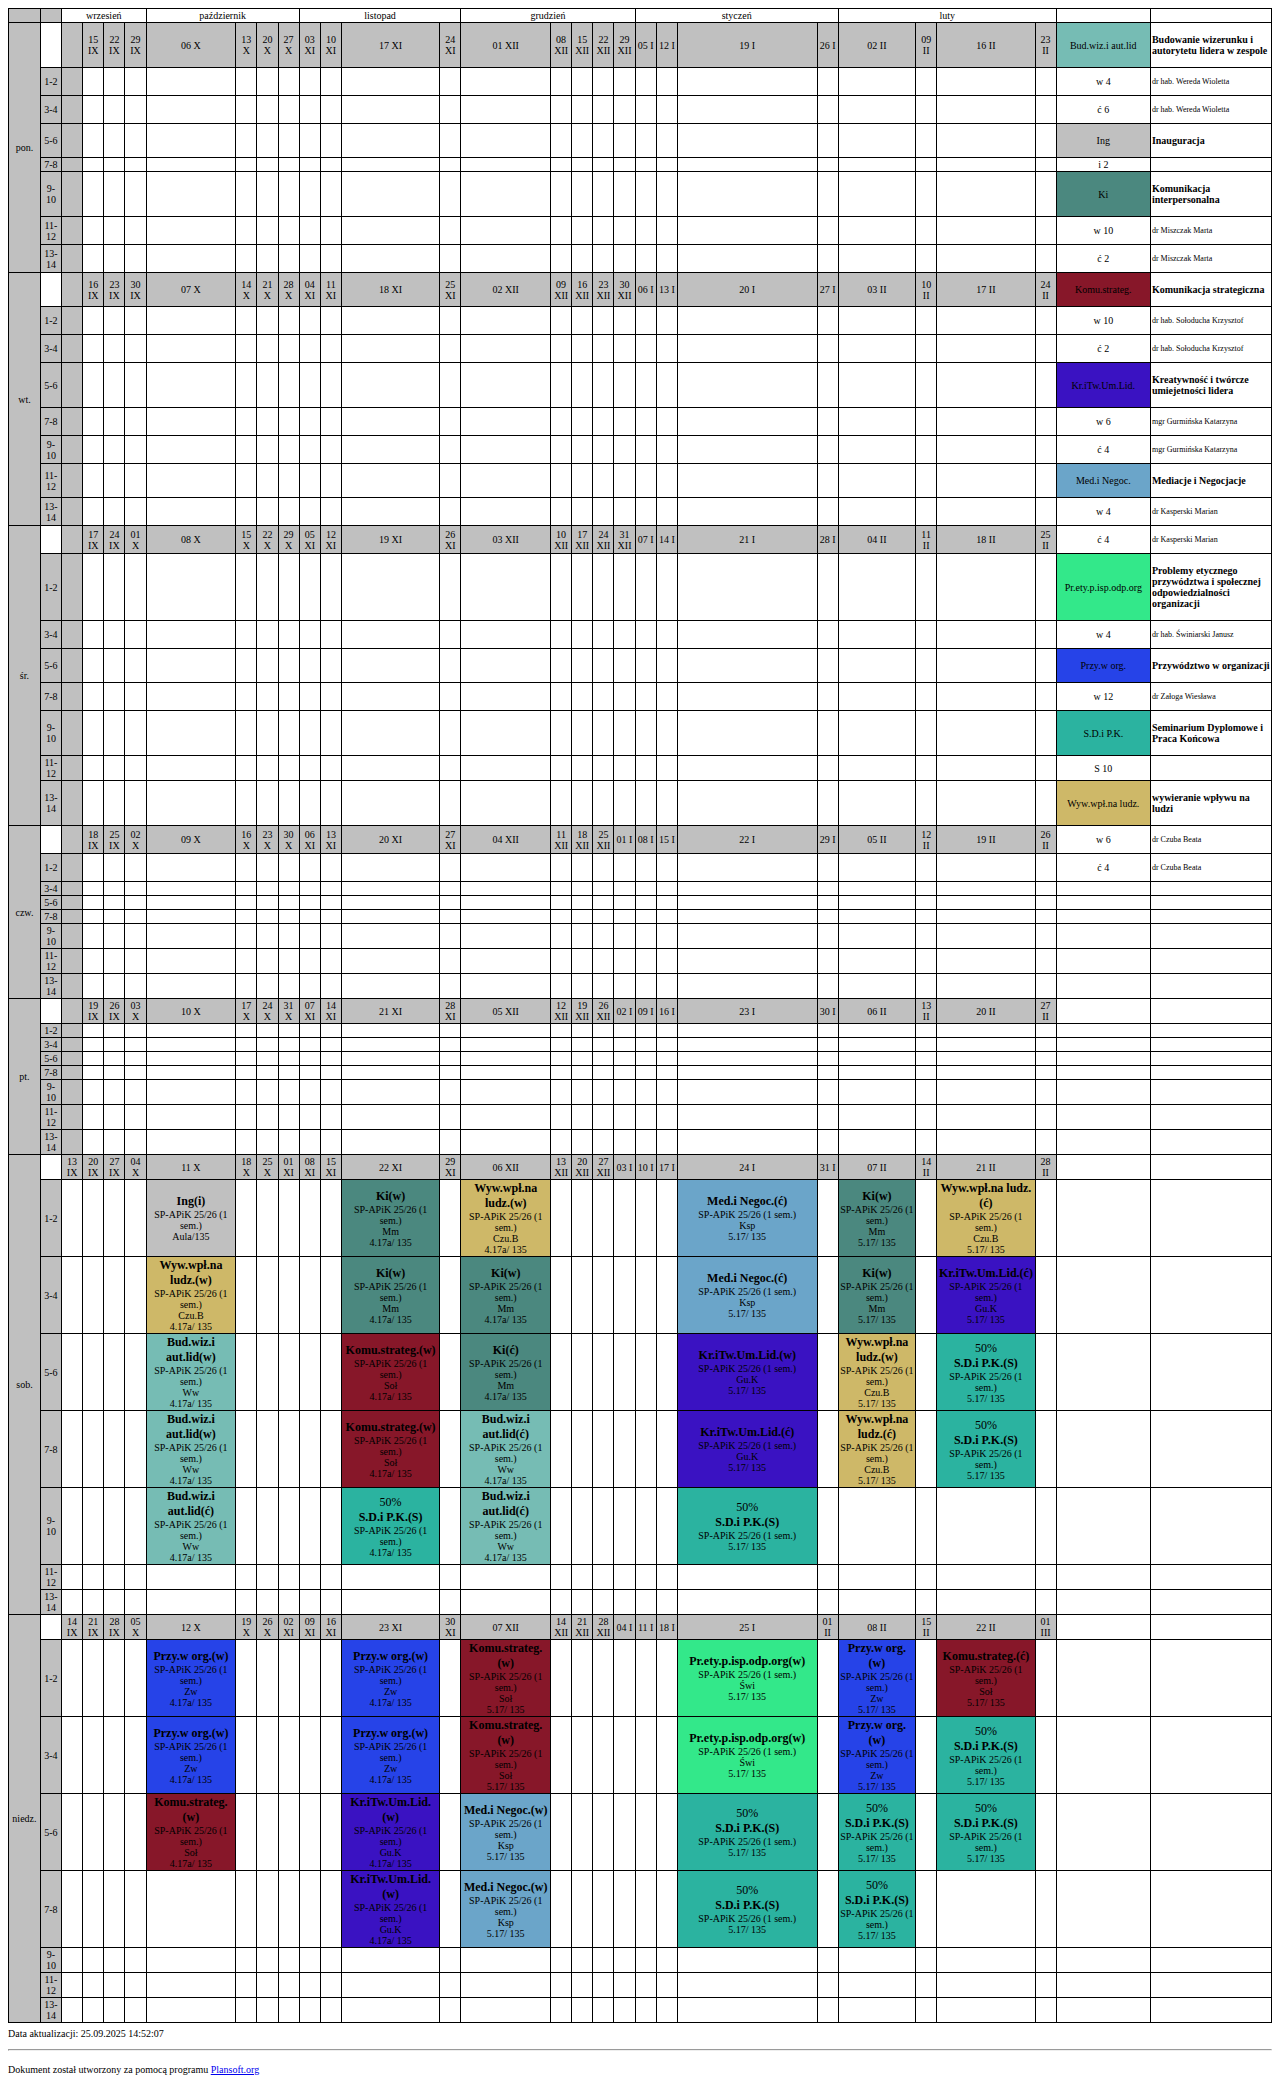 wrzesień październik listopad grudzień styczeń luty
pon. 15 IX 22 IX 29 IX 06 X 13 X 20 X 27 X 03 XI 10 XI 17 XI 24 XI 01 XII 08 XII 15 XII 22 XII 29 XII 05 I 12 I 19 I 26 I 02 II 09 II 16 II 23 II Bud.wiz.i aut.lid Budowanie wizerunku i autorytetu lidera w zespole
1-2 w 4 dr hab. Wereda Wioletta
3-4 ć 6 dr hab. Wereda Wioletta
5-6 Ing Inauguracja
7-8 i 2
9-10 Ki Komunikacja interpersonalna
11-12 w 10 dr Miszczak Marta
13-14 ć 2 dr Miszczak Marta
wt. 16 IX 23 IX 30 IX 07 X 14 X 21 X 28 X 04 XI 11 XI 18 XI 25 XI 02 XII 09 XII 16 XII 23 XII 30 XII 06 I 13 I 20 I 27 I 03 II 10 II 17 II 24 II Komu.strateg. Komunikacja strategiczna
1-2 w 10 dr hab. Sołoducha Krzysztof
3-4 ć 2 dr hab. Sołoducha Krzysztof
5-6 Kr.iTw.Um.Lid. Kreatywność i twórcze umiejetności lidera
7-8 w 6 mgr Gurmińska Katarzyna
9-10 ć 4 mgr Gurmińska Katarzyna
11-12 Med.i Negoc. Mediacje i Negocjacje
13-14 w 4 dr Kasperski Marian
śr. 17 IX 24 IX 01 X 08 X 15 X 22 X 29 X 05 XI 12 XI 19 XI 26 XI 03 XII 10 XII 17 XII 24 XII 31 XII 07 I 14 I 21 I 28 I 04 II 11 II 18 II 25 II ć 4 dr Kasperski Marian
1-2 Pr.ety.p.isp.odp.org Problemy etycznego przywództwa i społecznej odpowiedzialności organizacji
3-4 w 4 dr hab. Świniarski Janusz
5-6 Przy.w org. Przywództwo w organizacji
7-8 w 12 dr Załoga Wiesława
9-10 S.D.i P.K. Seminarium Dyplomowe i Praca Końcowa
11-12 S 10
13-14 Wyw.wpł.na ludz. wywieranie wpływu na ludzi
czw. 18 IX 25 IX 02 X 09 X 16 X 23 X 30 X 06 XI 13 XI 20 XI 27 XI 04 XII 11 XII 18 XII 25 XII 01 I 08 I 15 I 22 I 29 I 05 II 12 II 19 II 26 II w 6 dr Czuba Beata
1-2 ć 4 dr Czuba Beata
3-4
5-6
7-8
9-10
11-12
13-14
pt. 19 IX 26 IX 03 X 10 X 17 X 24 X 31 X 07 XI 14 XI 21 XI 28 XI 05 XII 12 XII 19 XII 26 XII 02 I 09 I 16 I 23 I 30 I 06 II 13 II 20 II 27 II
1-2
3-4
5-6
7-8
9-10
11-12
13-14
sob. 13 IX 20 IX 27 IX 04 X 11 X 18 X 25 X 01 XI 08 XI 15 XI 22 XI 29 XI 06 XII 13 XII 20 XII 27 XII 03 I 10 I 17 I 24 I 31 I 07 II 14 II 21 II 28 II
1-2 Ing(i) SP-APiK 25/26 (1 sem.) Aula/135 Ki(w) SP-APiK 25/26 (1 sem.) Mm 4.17a/ 135 Wyw.wpł.na ludz.(w) SP-APiK 25/26 (1 sem.) Czu.B 4.17a/ 135 Med.i Negoc.(ć) SP-APiK 25/26 (1 sem.) Ksp 5.17/ 135 Ki(w) SP-APiK 25/26 (1 sem.) Mm 5.17/ 135 Wyw.wpł.na ludz.(ć) SP-APiK 25/26 (1 sem.) Czu.B 5.17/ 135
3-4 Wyw.wpł.na ludz.(w) SP-APiK 25/26 (1 sem.) Czu.B 4.17a/ 135 Ki(w) SP-APiK 25/26 (1 sem.) Mm 4.17a/ 135 Ki(w) SP-APiK 25/26 (1 sem.) Mm 4.17a/ 135 Med.i Negoc.(ć) SP-APiK 25/26 (1 sem.) Ksp 5.17/ 135 Ki(w) SP-APiK 25/26 (1 sem.) Mm 5.17/ 135 Kr.iTw.Um.Lid.(ć) SP-APiK 25/26 (1 sem.) Gu.K 5.17/ 135
5-6 Bud.wiz.i aut.lid(w) SP-APiK 25/26 (1 sem.) Ww 4.17a/ 135 Komu.strateg.(w) SP-APiK 25/26 (1 sem.) Soł 4.17a/ 135 Ki(ć) SP-APiK 25/26 (1 sem.) Mm 4.17a/ 135 Kr.iTw.Um.Lid.(w) SP-APiK 25/26 (1 sem.) Gu.K 5.17/ 135 Wyw.wpł.na ludz.(w) SP-APiK 25/26 (1 sem.) Czu.B 5.17/ 135 50% S.D.i P.K.(S) SP-APiK 25/26 (1 sem.) 5.17/ 135
7-8 Bud.wiz.i aut.lid(w) SP-APiK 25/26 (1 sem.) Ww 4.17a/ 135 Komu.strateg.(w) SP-APiK 25/26 (1 sem.) Soł 4.17a/ 135 Bud.wiz.i aut.lid(ć) SP-APiK 25/26 (1 sem.) Ww 4.17a/ 135 Kr.iTw.Um.Lid.(ć) SP-APiK 25/26 (1 sem.) Gu.K 5.17/ 135 Wyw.wpł.na ludz.(ć) SP-APiK 25/26 (1 sem.) Czu.B 5.17/ 135 50% S.D.i P.K.(S) SP-APiK 25/26 (1 sem.) 5.17/ 135
9-10 Bud.wiz.i aut.lid(ć) SP-APiK 25/26 (1 sem.) Ww 4.17a/ 135 50% S.D.i P.K.(S) SP-APiK 25/26 (1 sem.) 4.17a/ 135 Bud.wiz.i aut.lid(ć) SP-APiK 25/26 (1 sem.) Ww 4.17a/ 135 50% S.D.i P.K.(S) SP-APiK 25/26 (1 sem.) 5.17/ 135
11-12
13-14
niedz. 14 IX 21 IX 28 IX 05 X 12 X 19 X 26 X 02 XI 09 XI 16 XI 23 XI 30 XI 07 XII 14 XII 21 XII 28 XII 04 I 11 I 18 I 25 I 01 II 08 II 15 II 22 II 01 III
1-2 Przy.w org.(w) SP-APiK 25/26 (1 sem.) Zw 4.17a/ 135 Przy.w org.(w) SP-APiK 25/26 (1 sem.) Zw 4.17a/ 135 Komu.strateg.(w) SP-APiK 25/26 (1 sem.) Soł 5.17/ 135 Pr.ety.p.isp.odp.org(w) SP-APiK 25/26 (1 sem.) Świ 5.17/ 135 Przy.w org.(w) SP-APiK 25/26 (1 sem.) Zw 5.17/ 135 Komu.strateg.(ć) SP-APiK 25/26 (1 sem.) Soł 5.17/ 135
3-4 Przy.w org.(w) SP-APiK 25/26 (1 sem.) Zw 4.17a/ 135 Przy.w org.(w) SP-APiK 25/26 (1 sem.) Zw 4.17a/ 135 Komu.strateg.(w) SP-APiK 25/26 (1 sem.) Soł 5.17/ 135 Pr.ety.p.isp.odp.org(w) SP-APiK 25/26 (1 sem.) Świ 5.17/ 135 Przy.w org.(w) SP-APiK 25/26 (1 sem.) Zw 5.17/ 135 50% S.D.i P.K.(S) SP-APiK 25/26 (1 sem.) 5.17/ 135
5-6 Komu.strateg.(w) SP-APiK 25/26 (1 sem.) Soł 4.17a/ 135 Kr.iTw.Um.Lid.(w) SP-APiK 25/26 (1 sem.) Gu.K 4.17a/ 135 Med.i Negoc.(w) SP-APiK 25/26 (1 sem.) Ksp 5.17/ 135 50% S.D.i P.K.(S) SP-APiK 25/26 (1 sem.) 5.17/ 135 50% S.D.i P.K.(S) SP-APiK 25/26 (1 sem.) 5.17/ 135 50% S.D.i P.K.(S) SP-APiK 25/26 (1 sem.) 5.17/ 135
7-8 Kr.iTw.Um.Lid.(w) SP-APiK 25/26 (1 sem.) Gu.K 4.17a/ 135 Med.i Negoc.(w) SP-APiK 25/26 (1 sem.) Ksp 5.17/ 135 50% S.D.i P.K.(S) SP-APiK 25/26 (1 sem.) 5.17/ 135 50% S.D.i P.K.(S) SP-APiK 25/26 (1 sem.) 5.17/ 135
9-10
11-12
13-14
Data aktualizacji: 25.09.2025 14:52:07
Dokument został utworzony za pomocą programu Plansoft.org